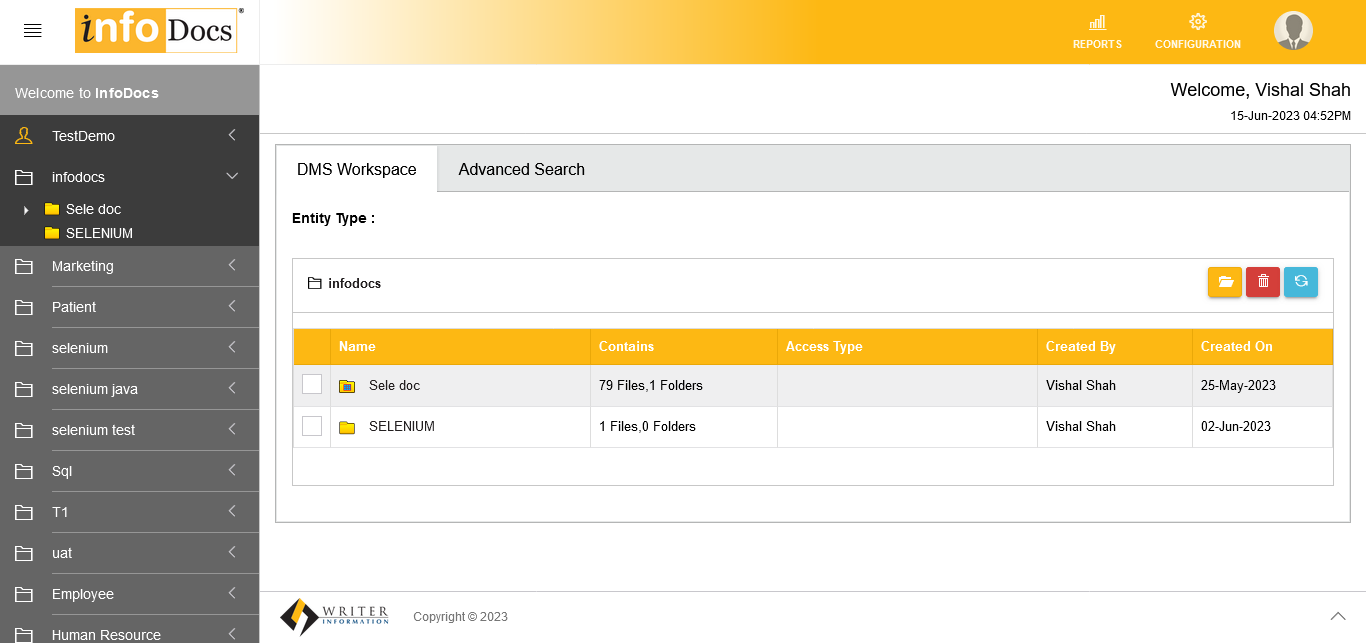 info Docs
REPORTS
CONFIGURATION
Welcome to InfoDocs
Welcome, Vishal Shah
15-Jun-2023 04:52PM
TestDemo
infodocs
Sele doc
SELENIUM
Marketing
Patient
selenium
selenium java
selenium test
Sql
T1
uat
Employee
Human Resource
DMS Workspace
Advanced Search
Entity Type :
infodocs
Name Contains Access Type Created By Created On
Sele doc 79 Files,1 Folders Vishal Shah 25-May-2023
SELENIUM 1 Files,0 Folders Vishal Shah 02-Jun-2023
WRITER
INFORMATION
Copyright © 2023